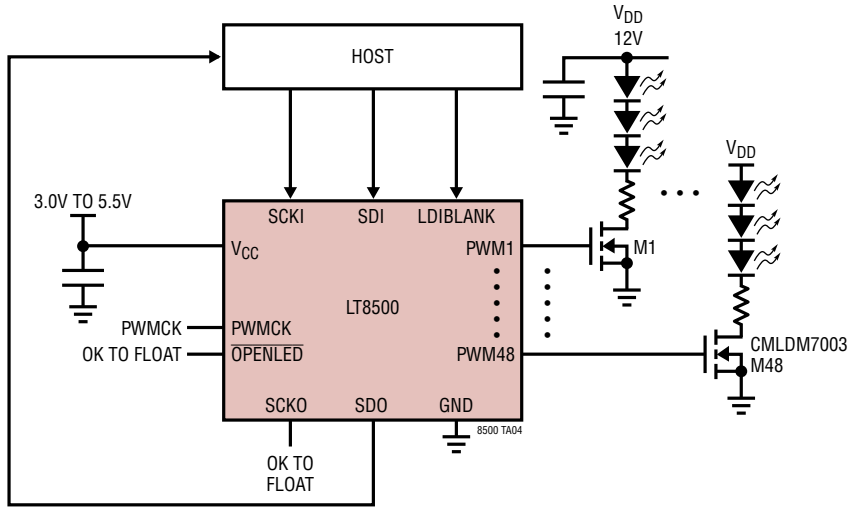 VDD
12V
HOST
VDD
3.0V TO 5.5V
SCKI SDI LDIBLANK
VCC
PWM1
M1
LT8500
PWMCK
PWMCK
OK TO FLOAT
OPENLED
PWM48
CMLDM7003
M48
SCKO SDO GND
8500 TA04
OK TO
FLOAT